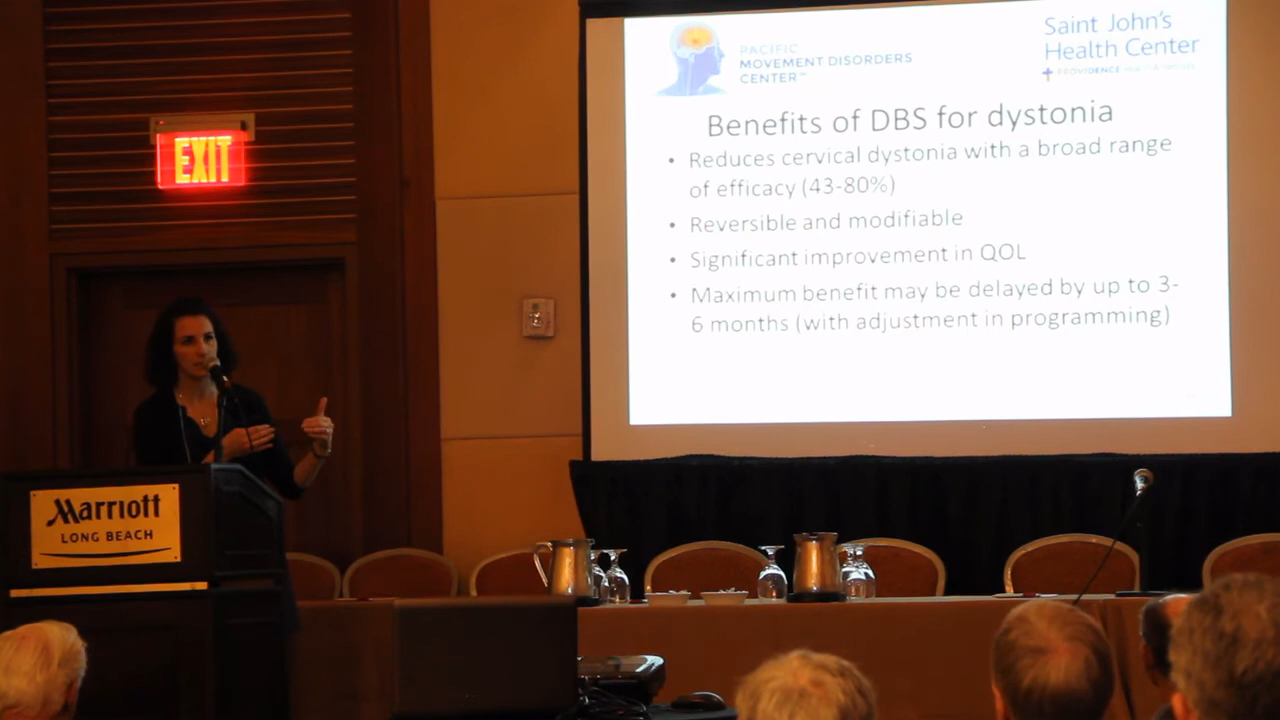 PACIFIC
MOVEMENT DISORDERS
CENTER™
Saint John's
Health Center
PROVIDENCE
Benefits of DBS for dystonia
• Reduces cervical dystonia with a broad range
of efficacy (43-80%)
• Reversible and modifiable
• Significant improvement in QOL
• Maximum benefit may be delayed by up to 3-
6 months (with adjustment in programming)
EXIT
Marriott
LONG BEACH